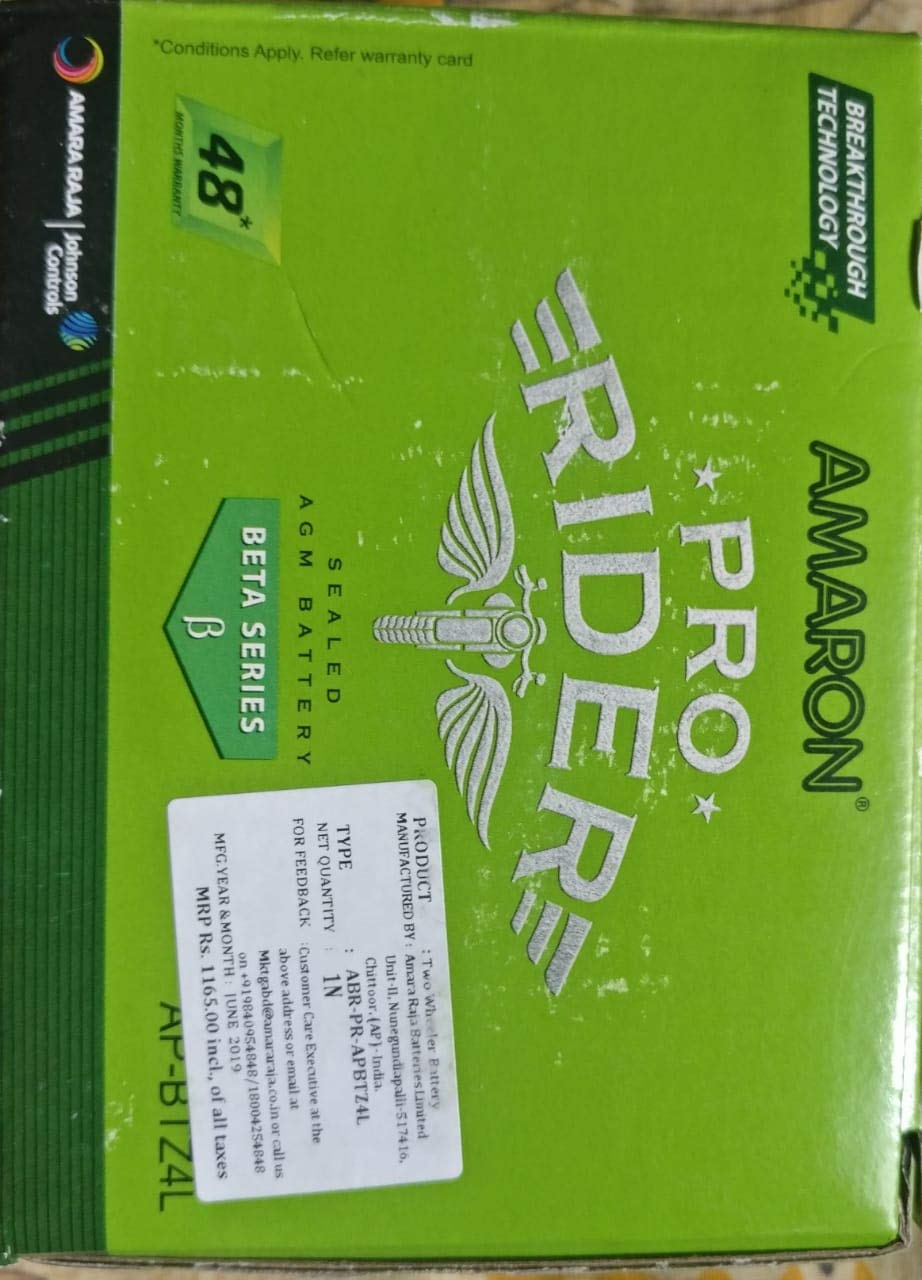 BREAKTHROUGH
TECHNOLOGY
AMARON®
PRO
RIDER
SEALED
AGM BATTERY
BETA SERIES
β
*Conditions Apply. Refer warranty card
48*
MONTHS WARRANTY
AMARA RAJA | Johnson
Controls
PRODUCT : Two Wheeler Battery
MANUFACTURED BY : Amara Raja Batteries Limited
Unit-II, Nunegundlapalli-517416,
Chittoor, (AP)-India.
TYPE : ABR-PR-APBTZ4L
NET QUANTITY : 1N
FOR FEEDBACK :Customer Care Executive at the
above address or email at
Mktgabd@amararaja.co.in or call us
on +919840954848/18004254848
MFG.YEAR &MONTH : JUNE 2019
MRP Rs. 1165.00 incl., of all taxes
AP-BTZ4L